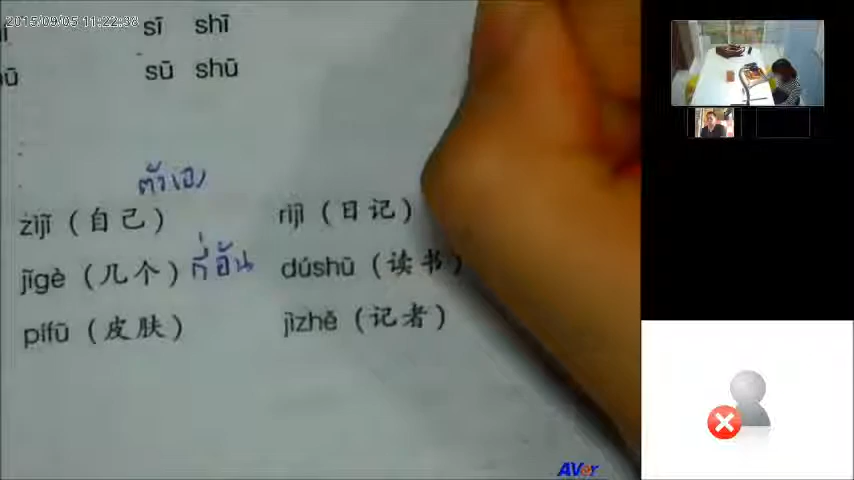 2015/09/05 11:22:38
sī shī
sū shū
ตัวเอง
zìjǐ (自己) rìjì (日记)
jǐgè (几个) กี่อัน dúshū (读书)
pífū (皮肤) jìzhě (记者)
AVer